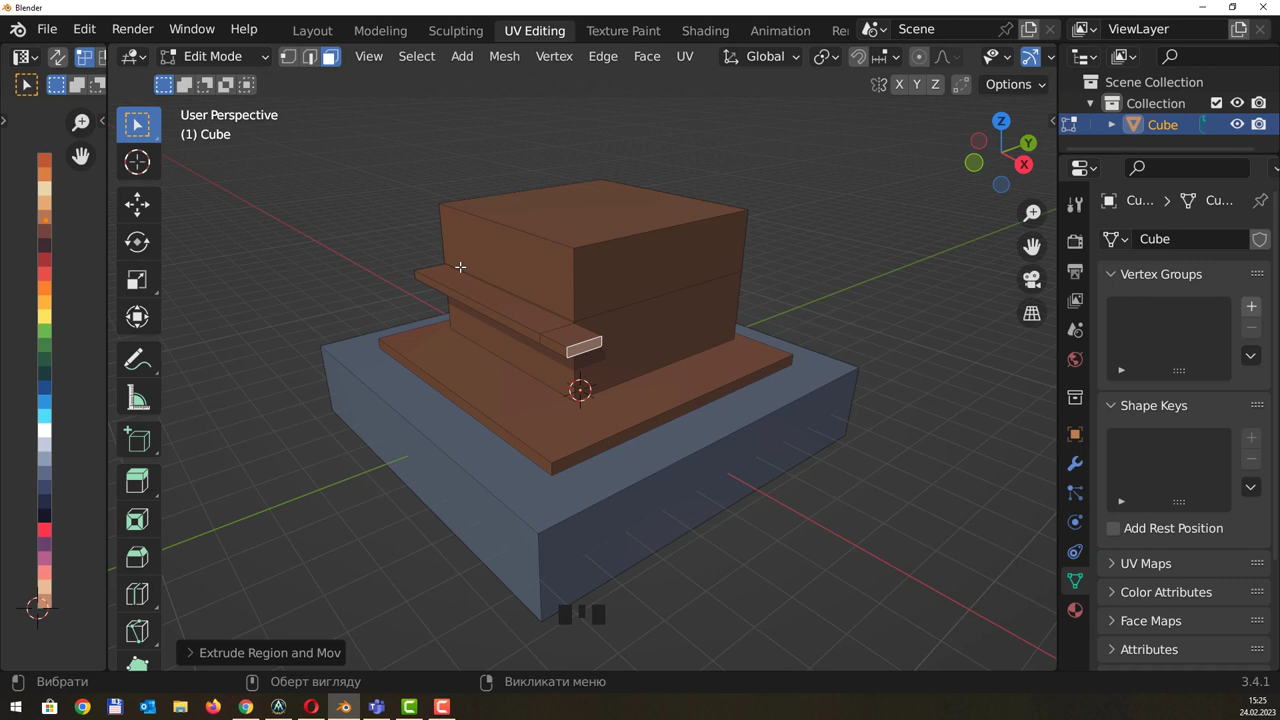 Blender
File Edit Render Window Help Layout Modeling Sculpting UV Editing Texture Paint Shading Animation Re Scene ViewLayer
Edit Mode View Select Add Mesh Vertex Edge Face UV Global
X Y Z Options
User Perspective
(1) Cube
Z
Y
X
Scene Collection
Collection
Cube
Cu... Cu...
Cube
Vertex Groups
Shape Keys
Add Rest Position
UV Maps
Color Attributes
Face Maps
Attributes
Extrude Region and Mov
Вибрати Оберт вигляду Викликати меню 3.4.1
15:25
24.02.2023